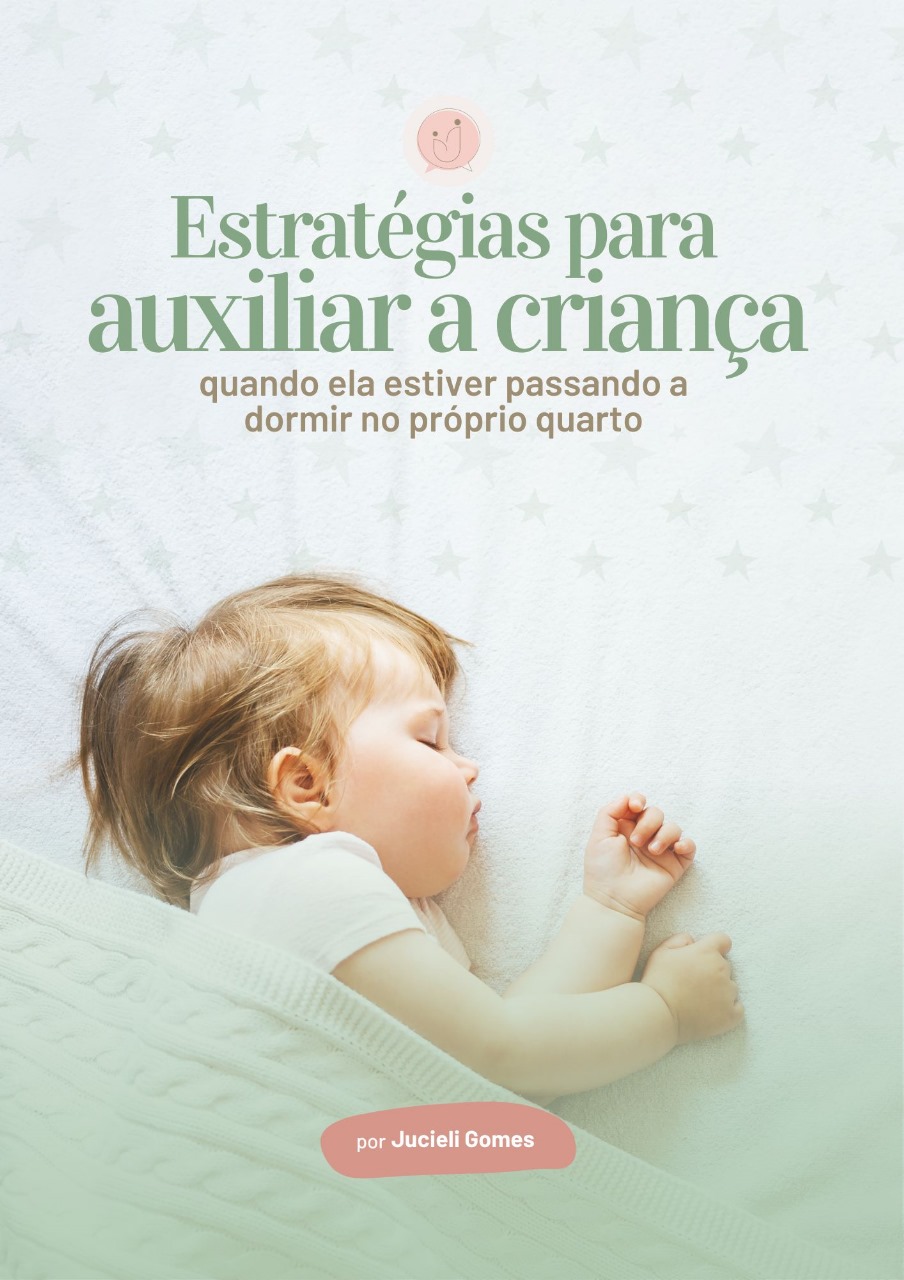 Estratégias para
auxiliar a criança
quando ela estiver passando a
dormir no próprio quarto
por Jucieli Gomes